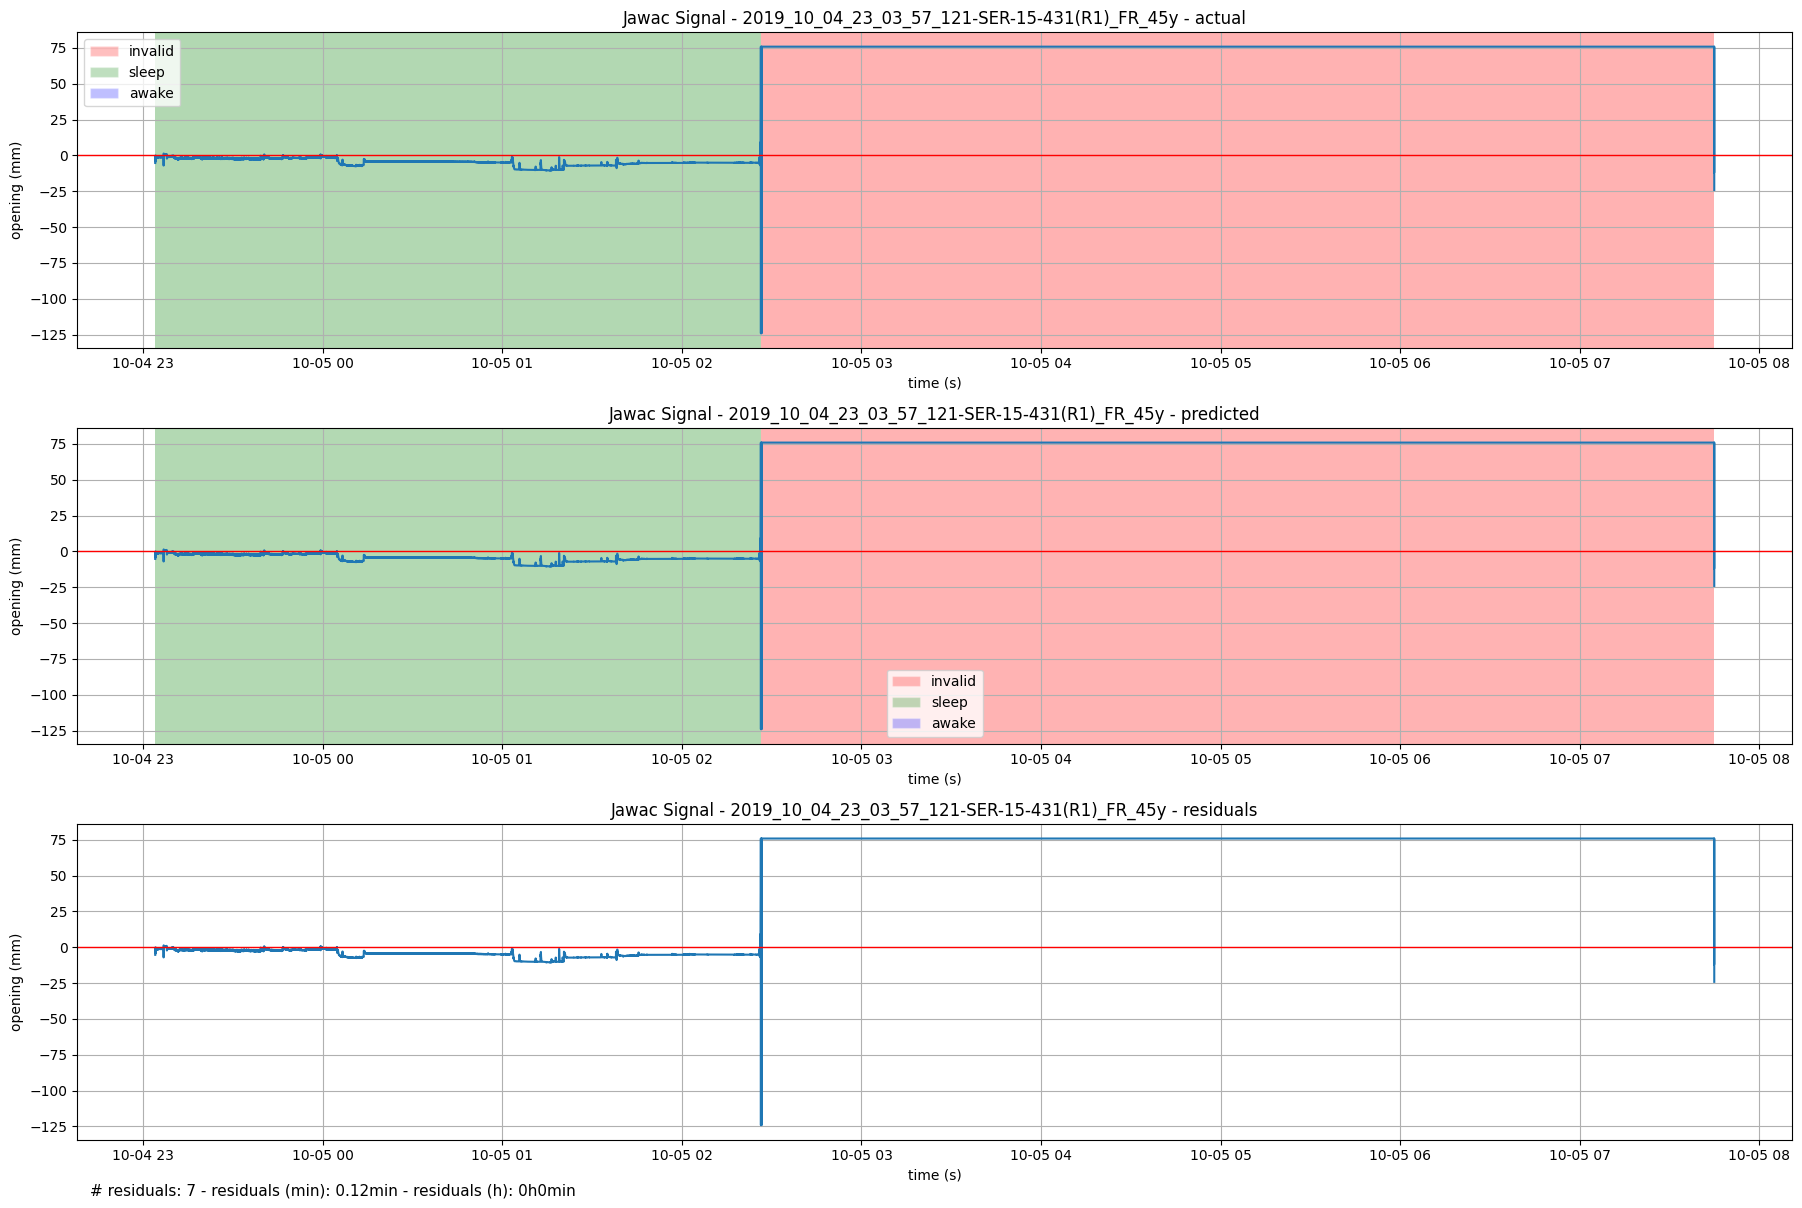 Jawac Signal - 2019_10_04_23_03_57_121-SER-15-431(R1)_FR_45y - actual
invalid
sleep
awake
opening (mm)
75
50
25
0
−25
−50
−75
−100
−125
10-04 23 10-05 00 10-05 01 10-05 02 10-05 03 10-05 04 10-05 05 10-05 06 10-05 07 10-05 08
time (s)
Jawac Signal - 2019_10_04_23_03_57_121-SER-15-431(R1)_FR_45y - predicted
opening (mm)
75
50
25
0
−25
−50
−75
−100
−125
invalid
sleep
awake
10-04 23 10-05 00 10-05 01 10-05 02 10-05 03 10-05 04 10-05 05 10-05 06 10-05 07 10-05 08
time (s)
Jawac Signal - 2019_10_04_23_03_57_121-SER-15-431(R1)_FR_45y - residuals
opening (mm)
75
50
25
0
−25
−50
−75
−100
−125
10-04 23 10-05 00 10-05 01 10-05 02 10-05 03 10-05 04 10-05 05 10-05 06 10-05 07 10-05 08
time (s)
# residuals: 7 - residuals (min): 0.12min - residuals (h): 0h0min